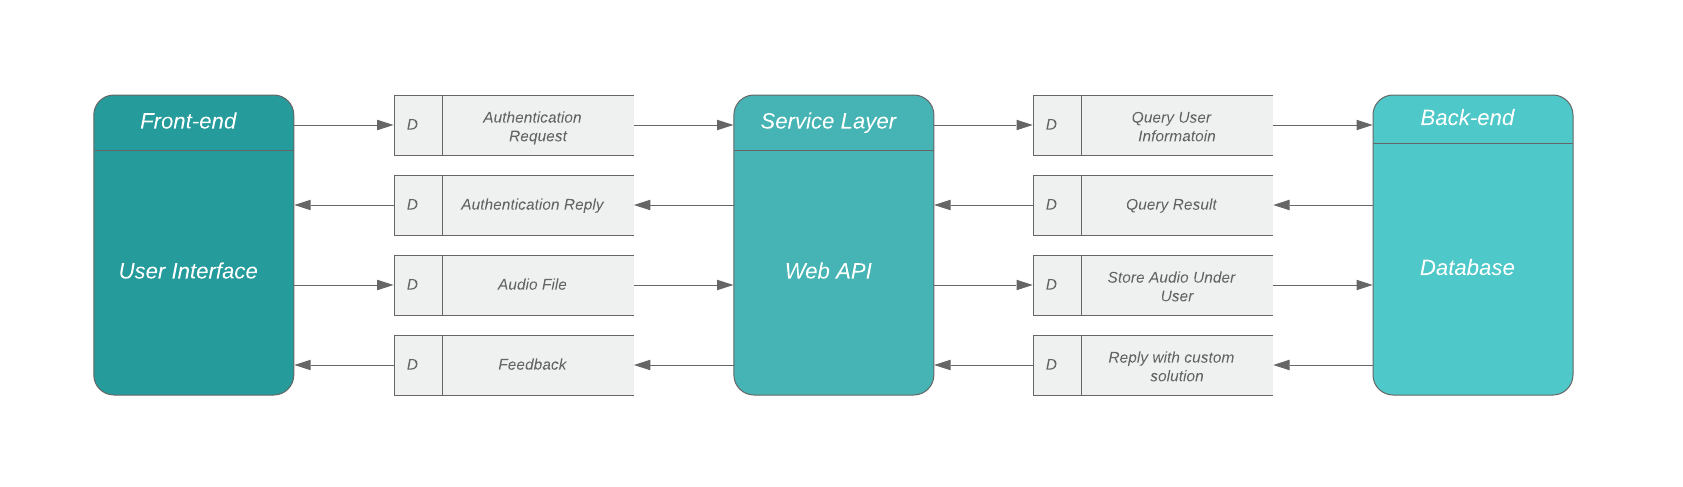 Front-end
User Interface
D
Authentication
Request
D
Authentication Reply
D
Audio File
D
Feedback
Service Layer
Web API
D
Query User
Informatoin
D
Query Result
D
Store Audio Under
User
D
Reply with custom
solution
Back-end
Database